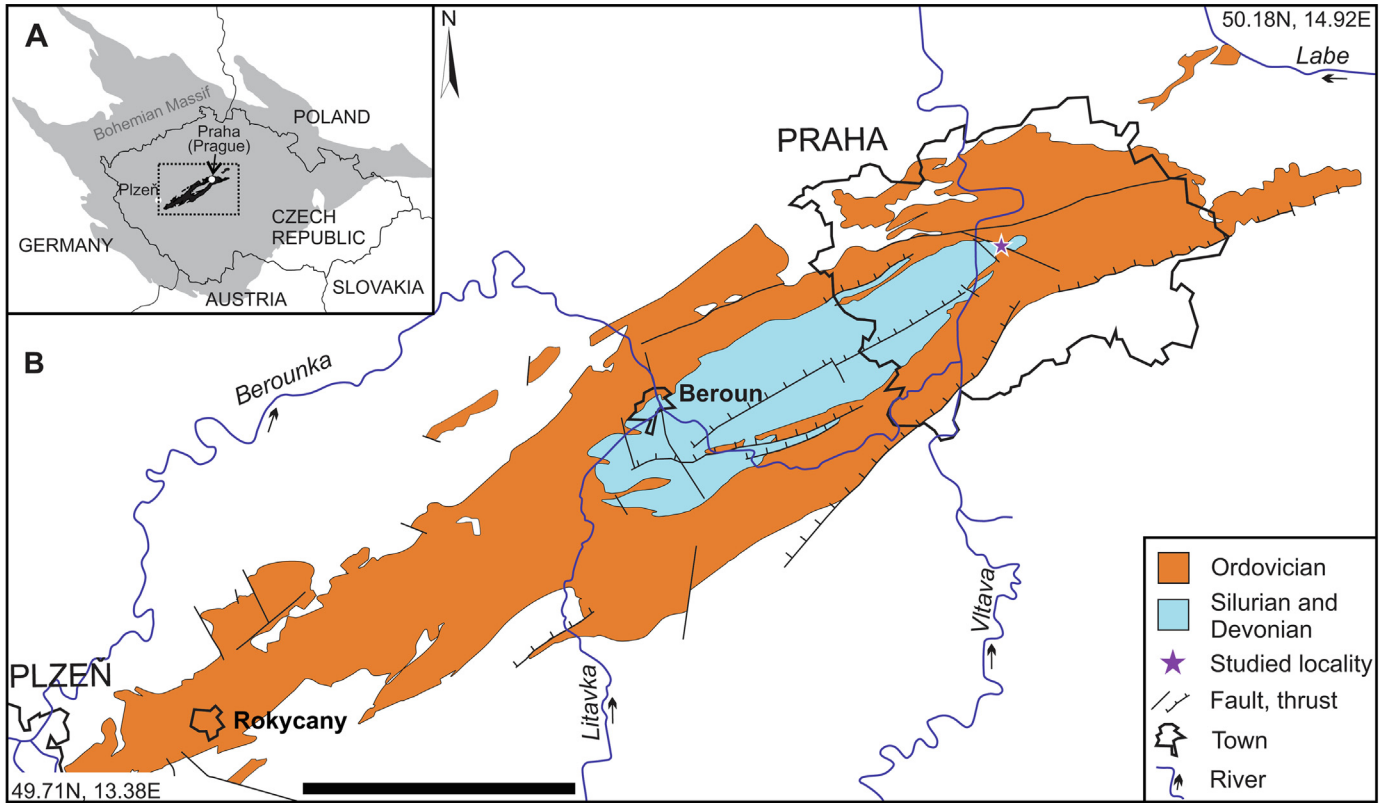 A
Bohemian Massif
POLAND
Praha
(Prague)
Plzeň
CZECH
REPUBLIC
GERMANY
SLOVAKIA
AUSTRIA
N
50.18N, 14.92E
Labe
PRAHA
B
Berounka
Beroun
Vltava
Litavka
PLZEŇ
Rokycany
49.71N, 13.38E
Ordovician
Silurian and
Devonian
Studied locality
Fault, thrust
Town
River